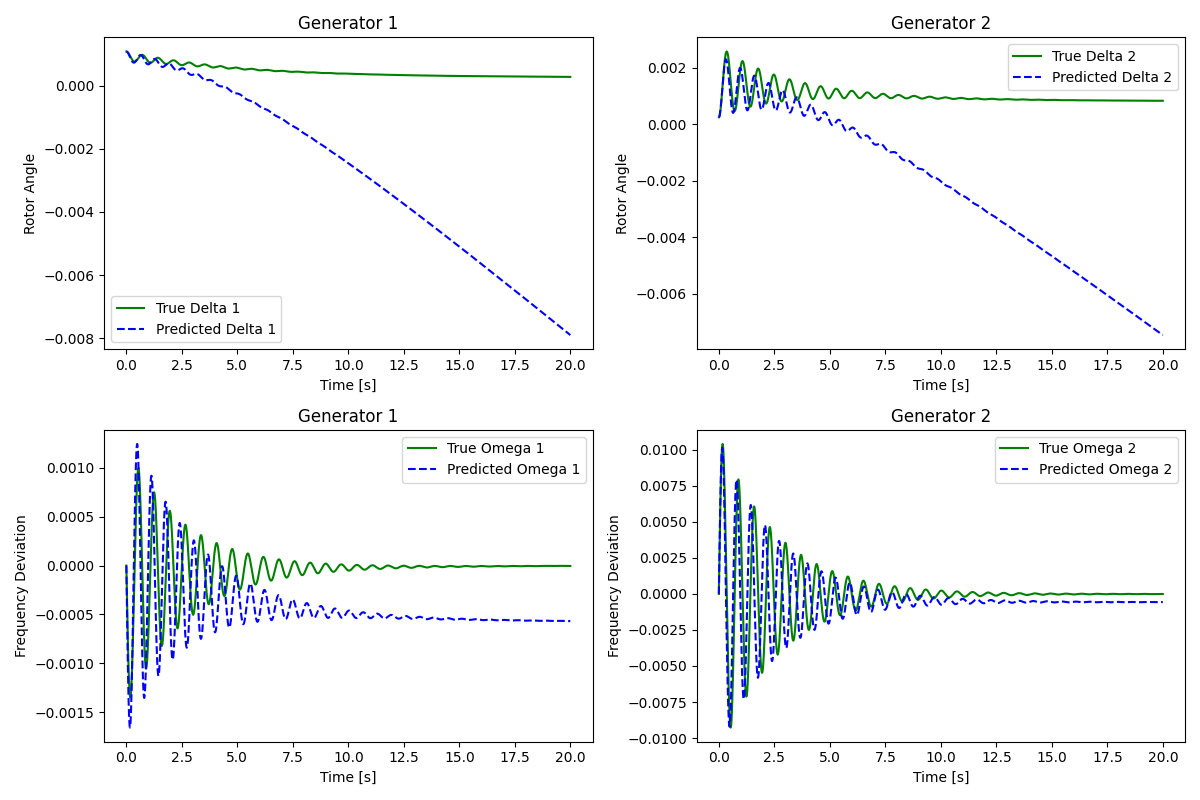 Generator 1
0.000
−0.002
−0.004
−0.006
−0.008
Rotor Angle
True Delta 1
Predicted Delta 1
0.0 2.5 5.0 7.5 10.0 12.5 15.0 17.5 20.0
Time [s]
Generator 2
0.002
0.000
−0.002
−0.004
−0.006
Rotor Angle
True Delta 2
Predicted Delta 2
0.0 2.5 5.0 7.5 10.0 12.5 15.0 17.5 20.0
Time [s]
Generator 1
0.0010
0.0005
0.0000
−0.0005
−0.0010
−0.0015
Frequency Deviation
True Omega 1
Predicted Omega 1
0.0 2.5 5.0 7.5 10.0 12.5 15.0 17.5 20.0
Time [s]
Generator 2
0.0100
0.0075
0.0050
0.0025
0.0000
−0.0025
−0.0050
−0.0075
−0.0100
Frequency Deviation
True Omega 2
Predicted Omega 2
0.0 2.5 5.0 7.5 10.0 12.5 15.0 17.5 20.0
Time [s]